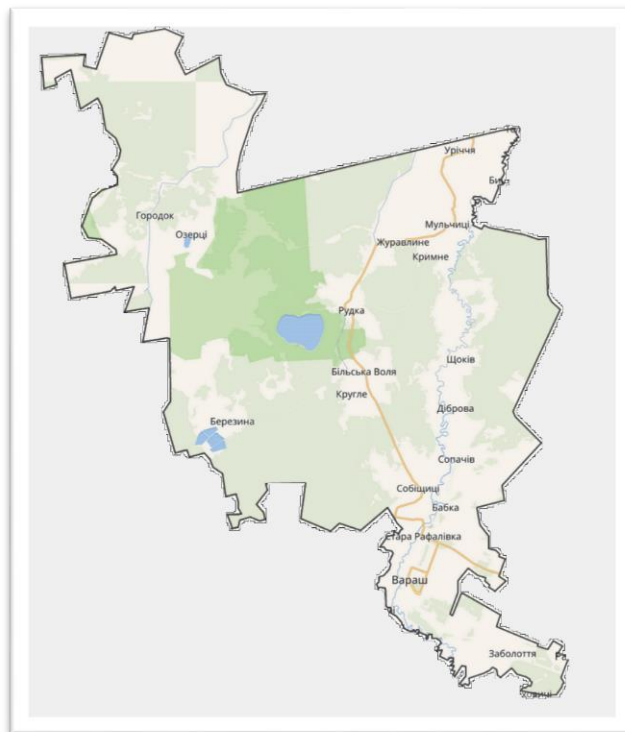 Уріччя
Мульчиці
Городок
Озерці
Журавлине
Кримне
Рудка
Щоків
Більська Воля
Кругле
Діброва
Березина
Сопачів
Собіщиці
Бабка
Стара Рафалівка
Вараш
Заболоття